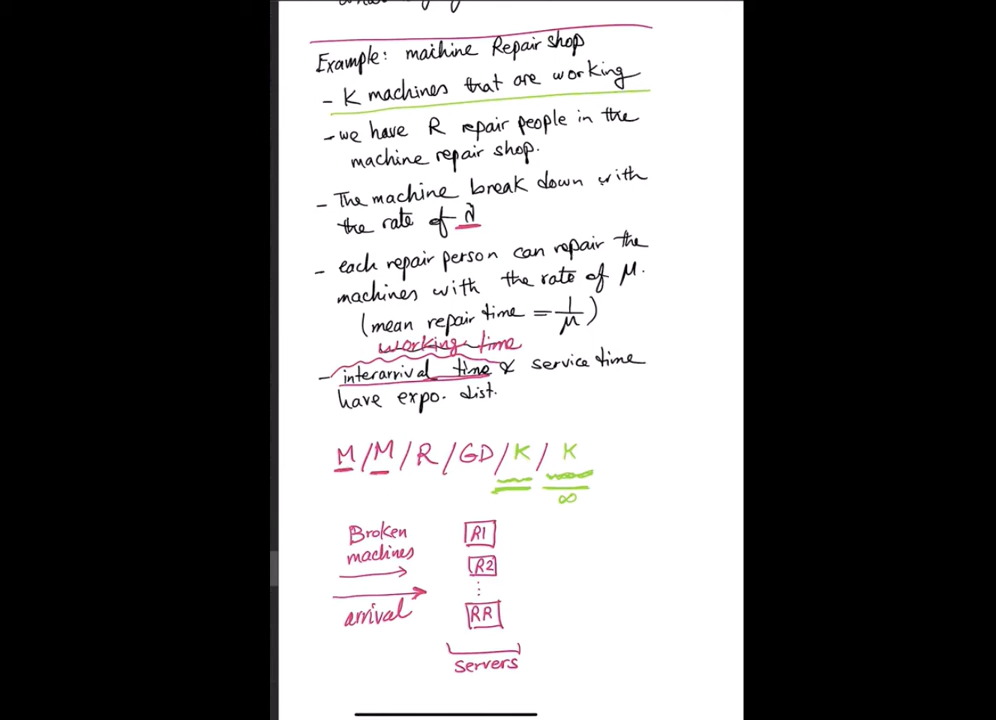 Example: machine Repair shop
- K machines that are working
- we have R repair people in the
machine repair shop.
- The machine break down with
the rate of λ
- each repair person can repair the
machines with the rate of μ.
(mean repair time = 1/μ)
working time
- interarrival time & service time
have expo. dist.
M/M/R/GD/K/K
∞
Broken
machines
arrival
R1
R2
⋮
RR
servers